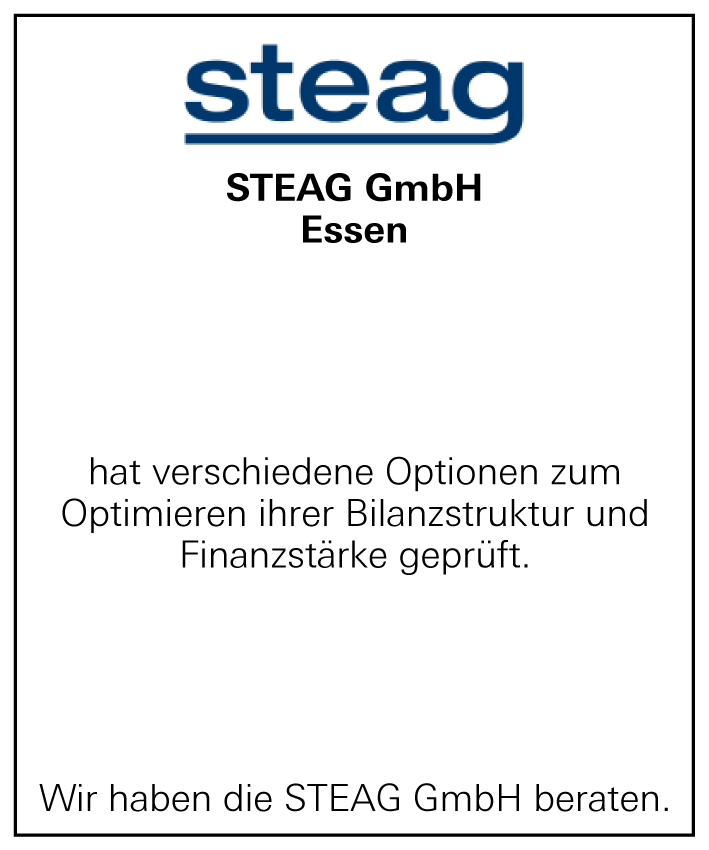 steag
STEAG GmbH
Essen
hat verschiedene Optionen zum
Optimieren ihrer Bilanzstruktur und
Finanzstärke geprüft.
Wir haben die STEAG GmbH beraten.